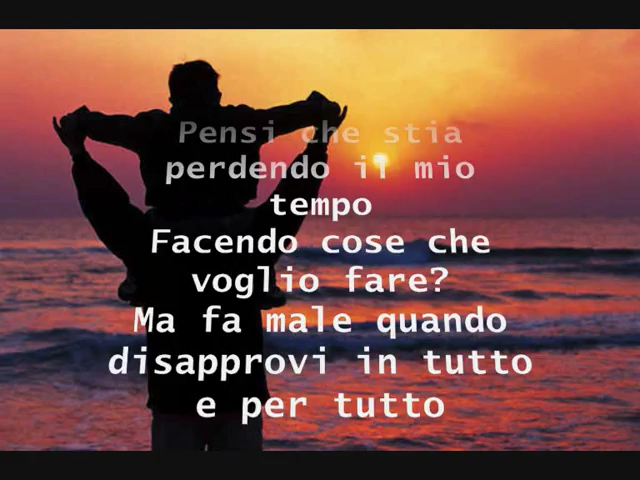 Pensi che stia
perdendo il mio
tempo
Facendo cose che
voglio fare?
Ma fa male quando
disapprovi in tutto
e per tutto